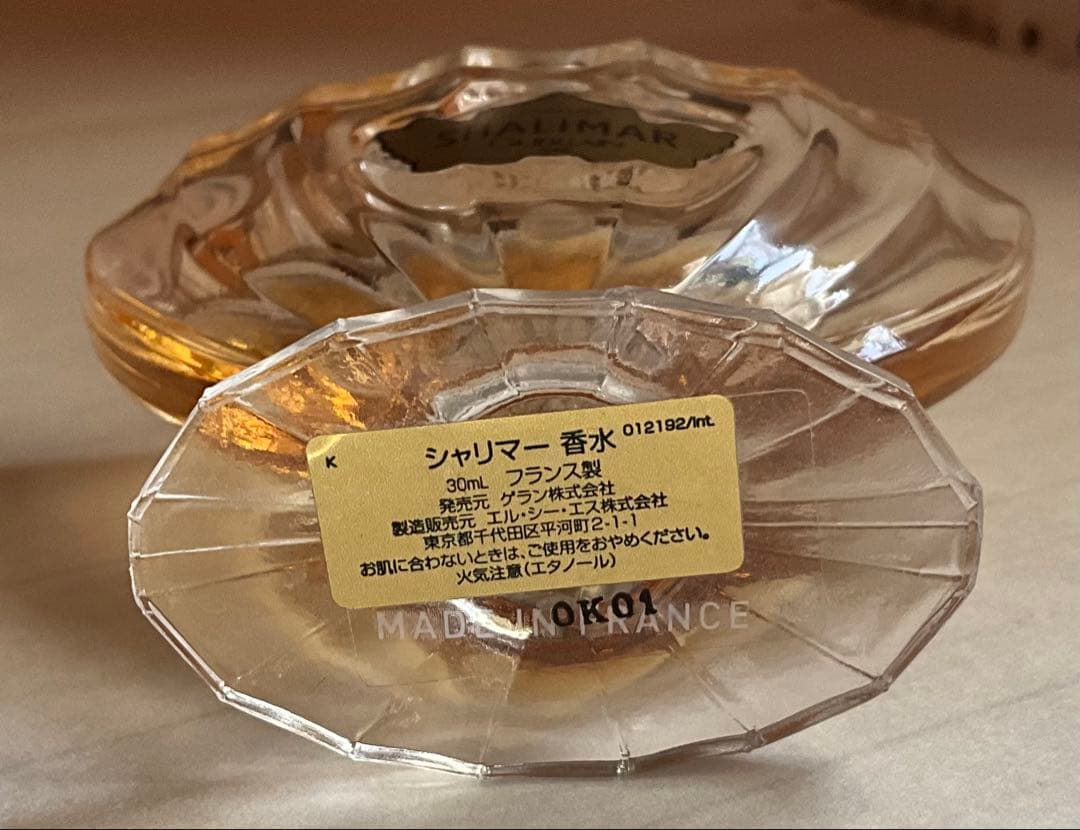 SHALIMAR
GUERLAIN
K
012192/Int.
シャリマー 香水
30mL フランス製
発売元 ゲラン株式会社
製造販売元 エル・シー・エス株式会社
東京都千代田区平河町2-1-1
お肌に合わないときは、ご使用をおやめください。
火気注意(エタノール)
0K01
MADE IN FRANCE